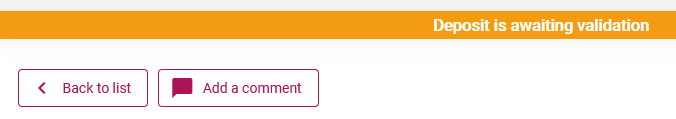 Deposit is awaiting validation
Back to list
Add a comment